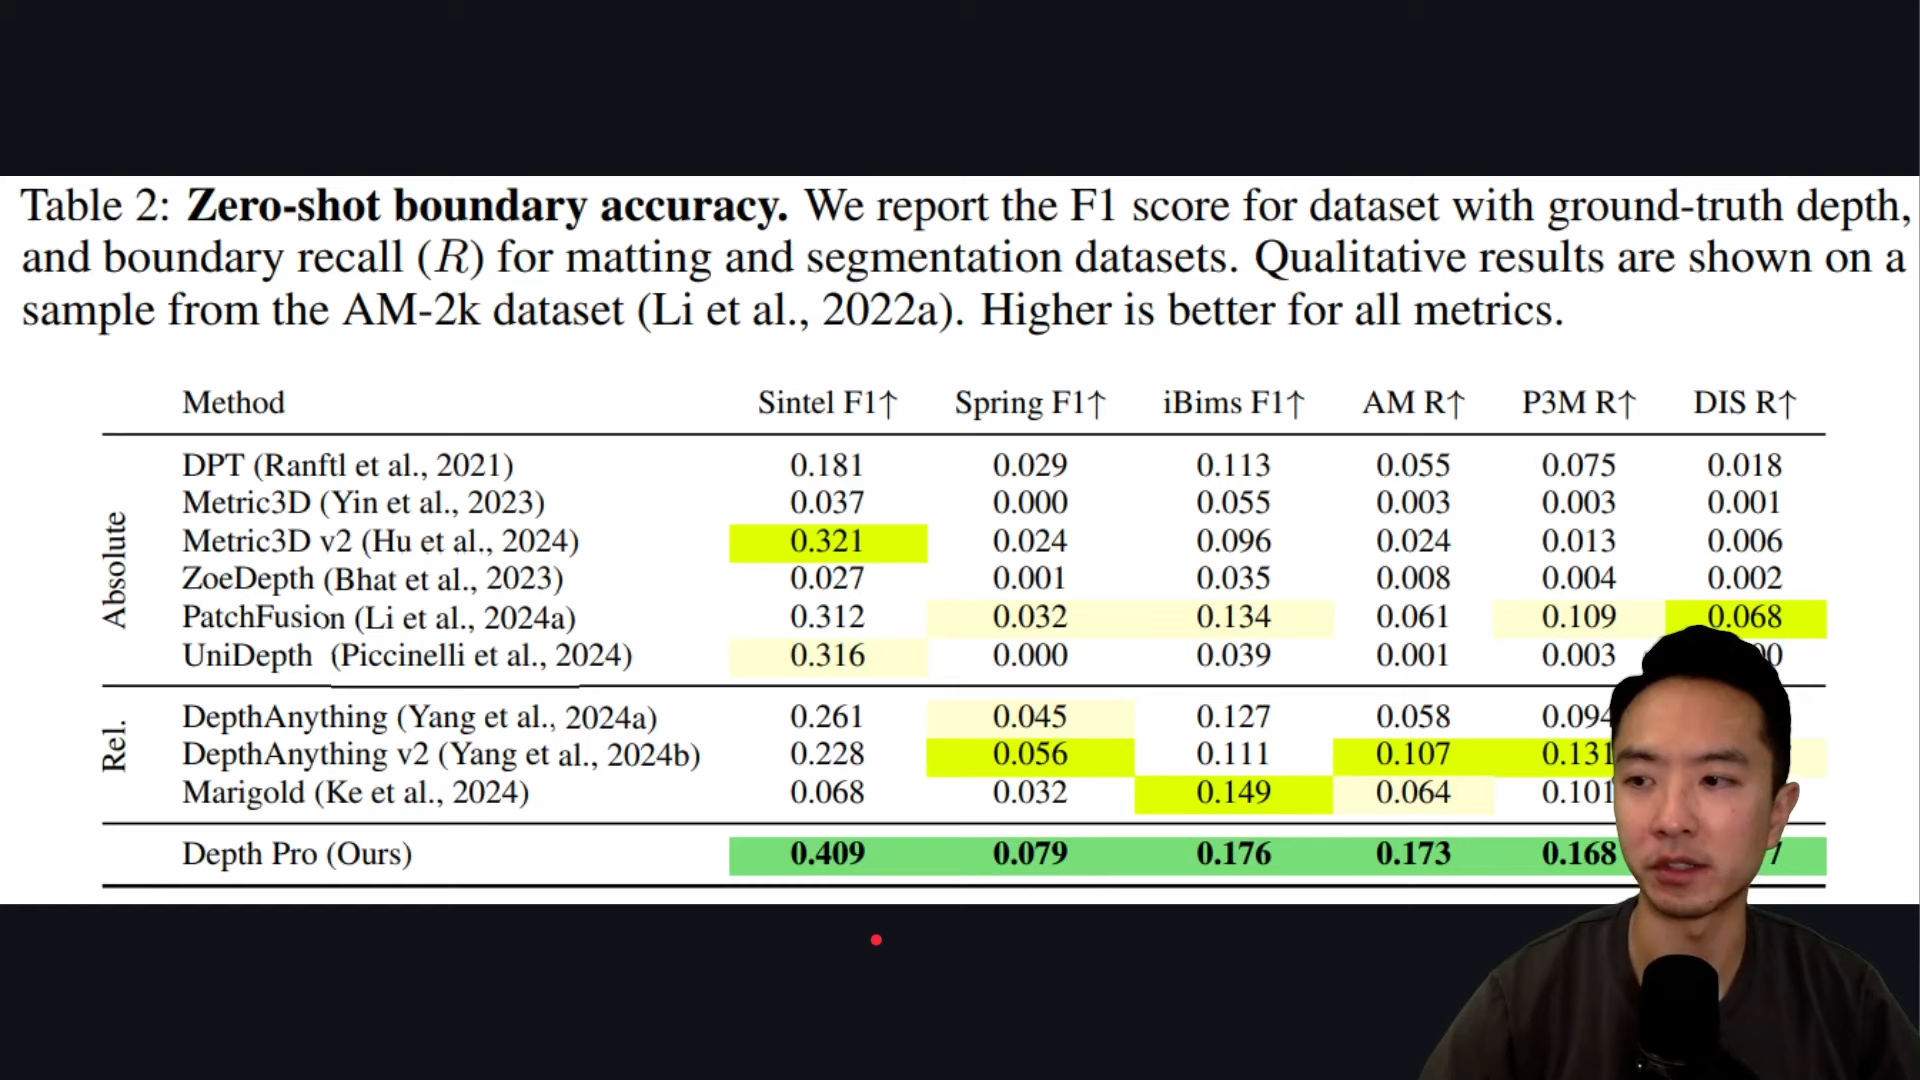 Table 2: Zero-shot boundary accuracy. We report the F1 score for dataset with ground-truth depth,
and boundary recall (R) for matting and segmentation datasets. Qualitative results are shown on a
sample from the AM-2k dataset (Li et al., 2022a). Higher is better for all metrics.
Method Sintel F1↑ Spring F1↑ iBims F1↑ AM R↑ P3M R↑ DIS R↑
Absolute
DPT (Ranftl et al., 2021) 0.181 0.029 0.113 0.055 0.075 0.018
Metric3D (Yin et al., 2023) 0.037 0.000 0.055 0.003 0.003 0.001
Metric3D v2 (Hu et al., 2024) 0.321 0.024 0.096 0.024 0.013 0.006
ZoeDepth (Bhat et al., 2023) 0.027 0.001 0.035 0.008 0.004 0.002
PatchFusion (Li et al., 2024a) 0.312 0.032 0.134 0.061 0.109 0.068
UniDepth (Piccinelli et al., 2024) 0.316 0.000 0.039 0.001 0.003
Rel.
DepthAnything (Yang et al., 2024a) 0.261 0.045 0.127 0.058 0.094
DepthAnything v2 (Yang et al., 2024b) 0.228 0.056 0.111 0.107 0.131
Marigold (Ke et al., 2024) 0.068 0.032 0.149 0.064 0.101
Depth Pro (Ours) 0.409 0.079 0.176 0.173 0.168